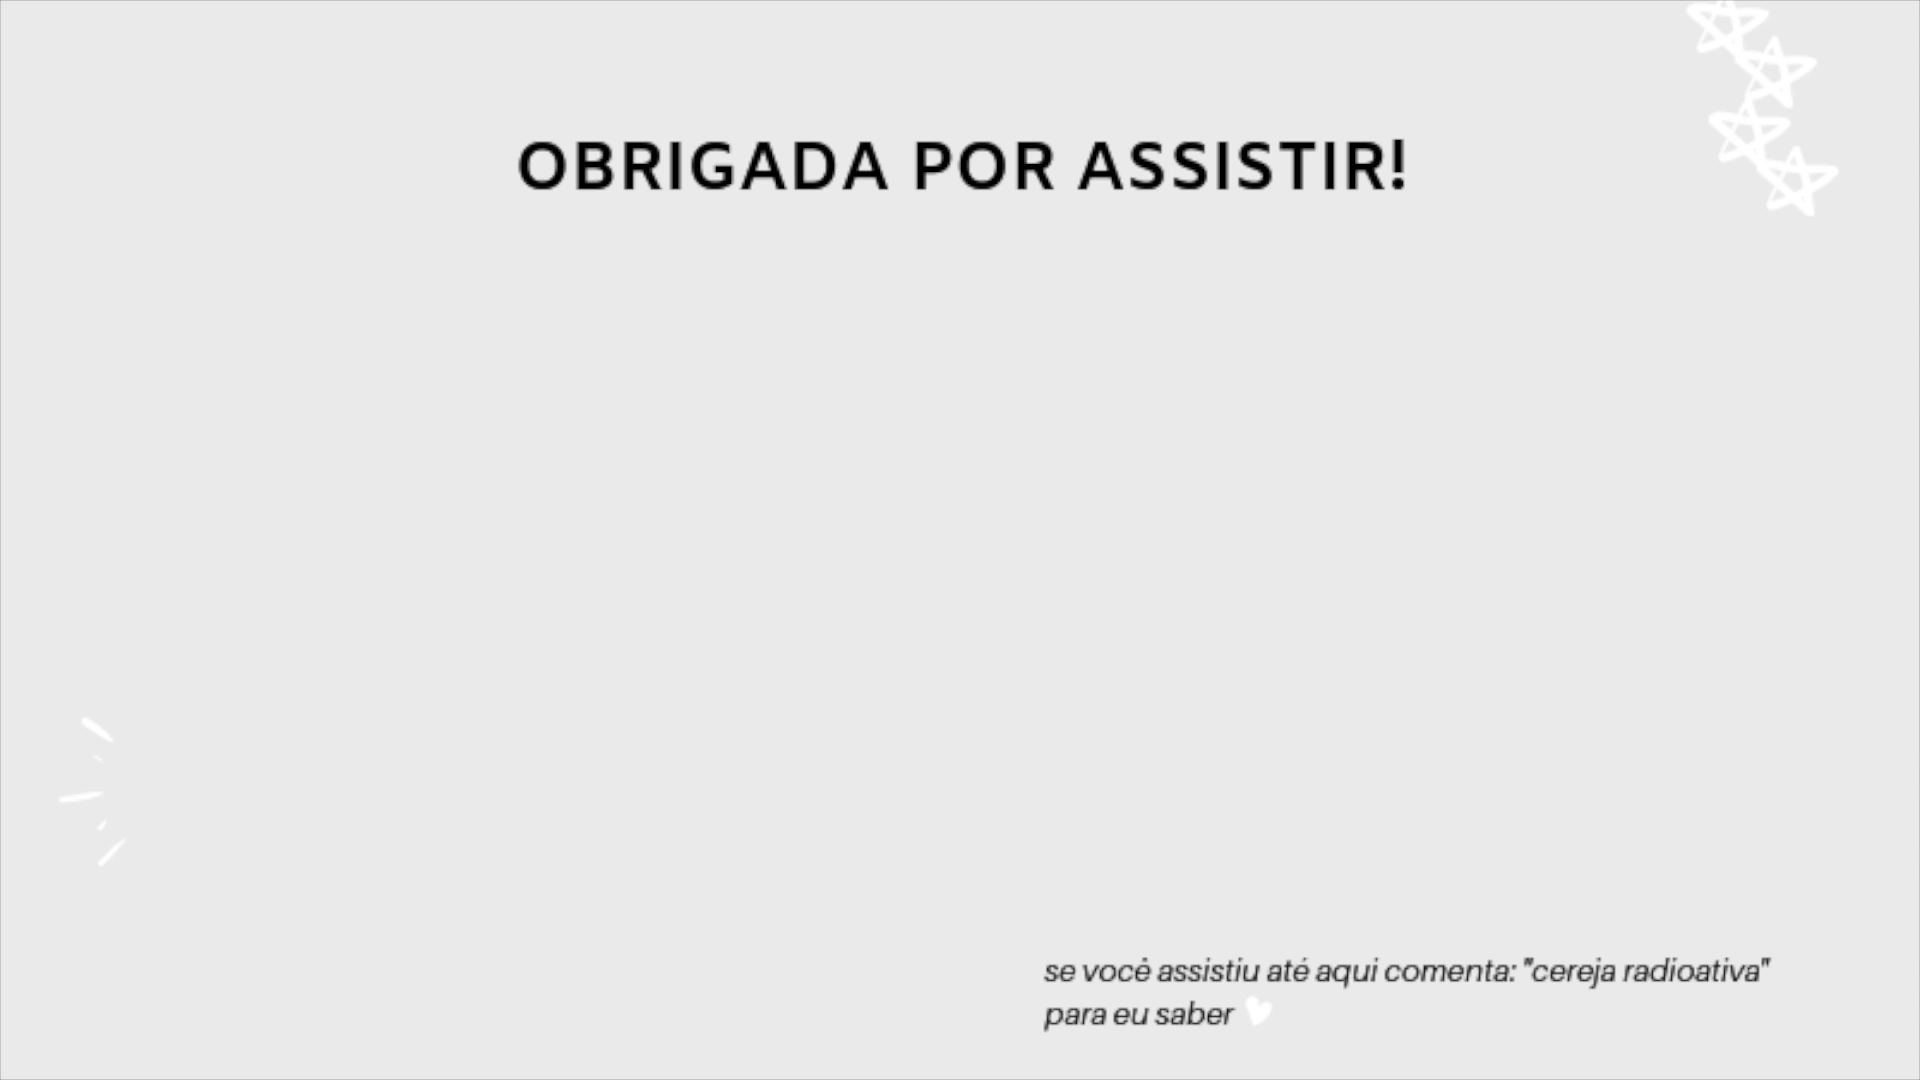 OBRIGADA POR ASSISTIR!
se você assistiu até aqui comenta: "cereja radioativa"
para eu saber 🤍